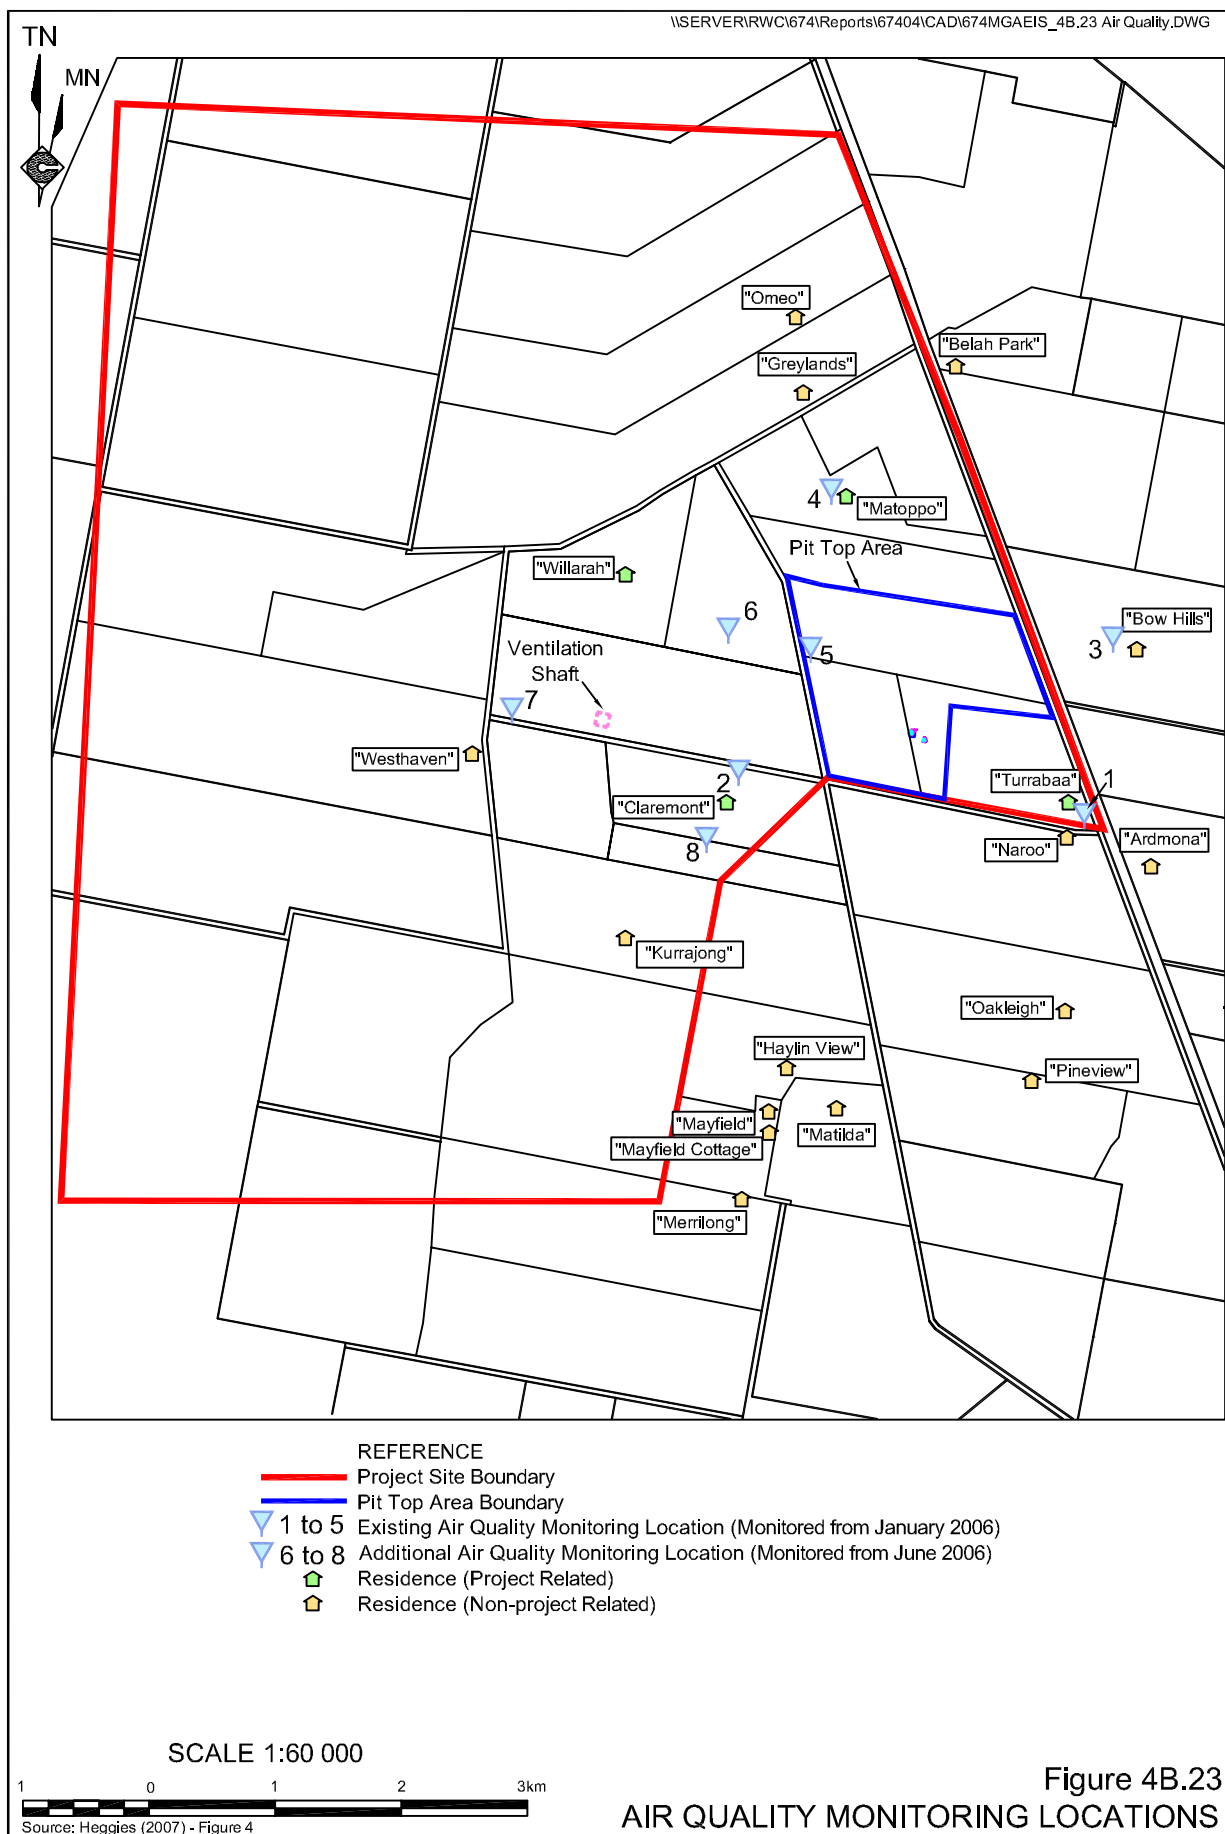 \\SERVER\RWC\674\Reports\67404\CAD\674MGAEIS_4B.23 Air Quality.DWG
TN
MN
"Omeo"
"Belah Park"
"Greylands"
4
"Matoppo"
Pit Top Area
"Willarah"
6
"Bow Hills"
3
5
Ventilation
Shaft
7
"Westhaven"
2
"Turrabaa"
1
"Claremont"
8
"Naroo"
"Ardmona"
"Kurrajong"
"Oakleigh"
"Haylin View"
"Pineview"
"Mayfield"
"Matilda"
"Mayfield Cottage"
"Merrilong"
REFERENCE
Project Site Boundary
Pit Top Area Boundary
1 to 5 Existing Air Quality Monitoring Location (Monitored from January 2006)
6 to 8 Additional Air Quality Monitoring Location (Monitored from June 2006)
Residence (Project Related)
Residence (Non-project Related)
SCALE 1:60 000
1 0 1 2 3km
Source: Heggies (2007) - Figure 4
Figure 4B.23
AIR QUALITY MONITORING LOCATIONS